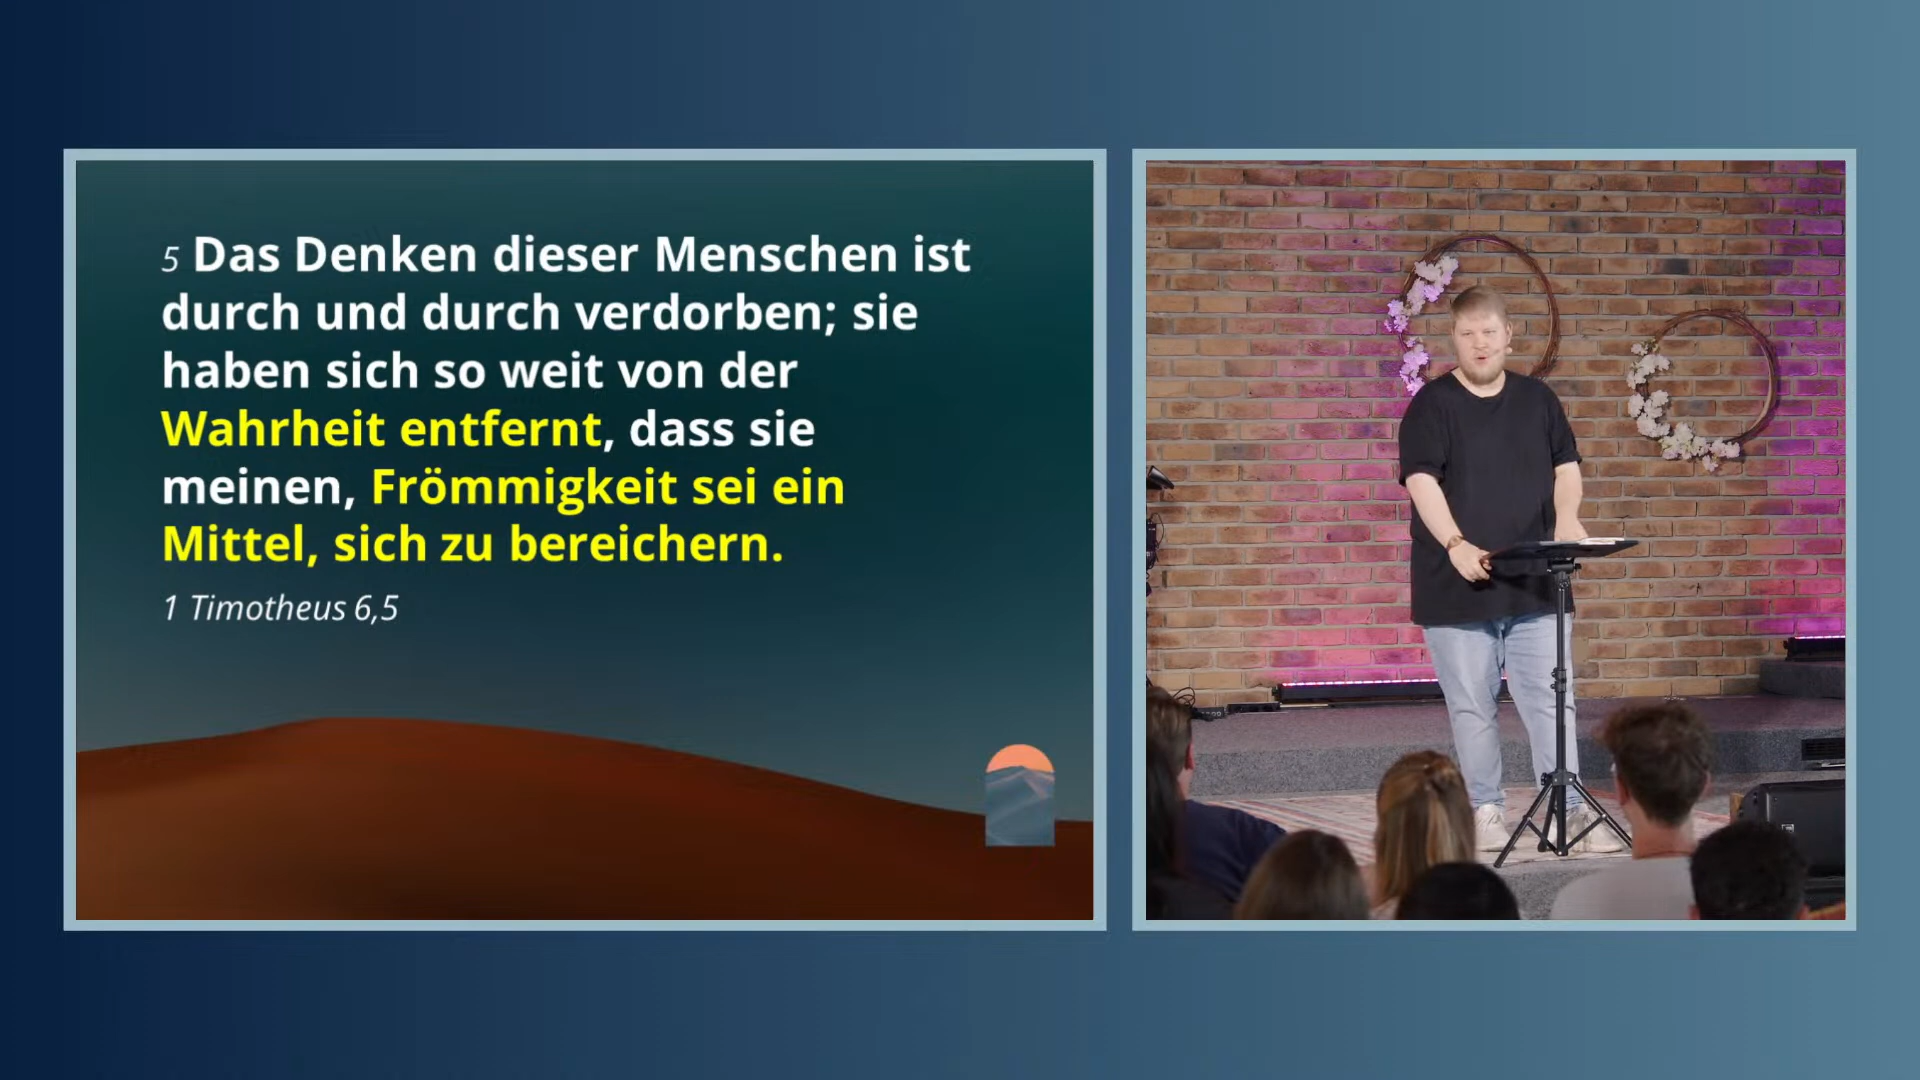 5 Das Denken dieser Menschen ist
durch und durch verdorben; sie
haben sich so weit von der
Wahrheit entfernt, dass sie
meinen, Frömmigkeit sei ein
Mittel, sich zu bereichern.
1 Timotheus 6,5